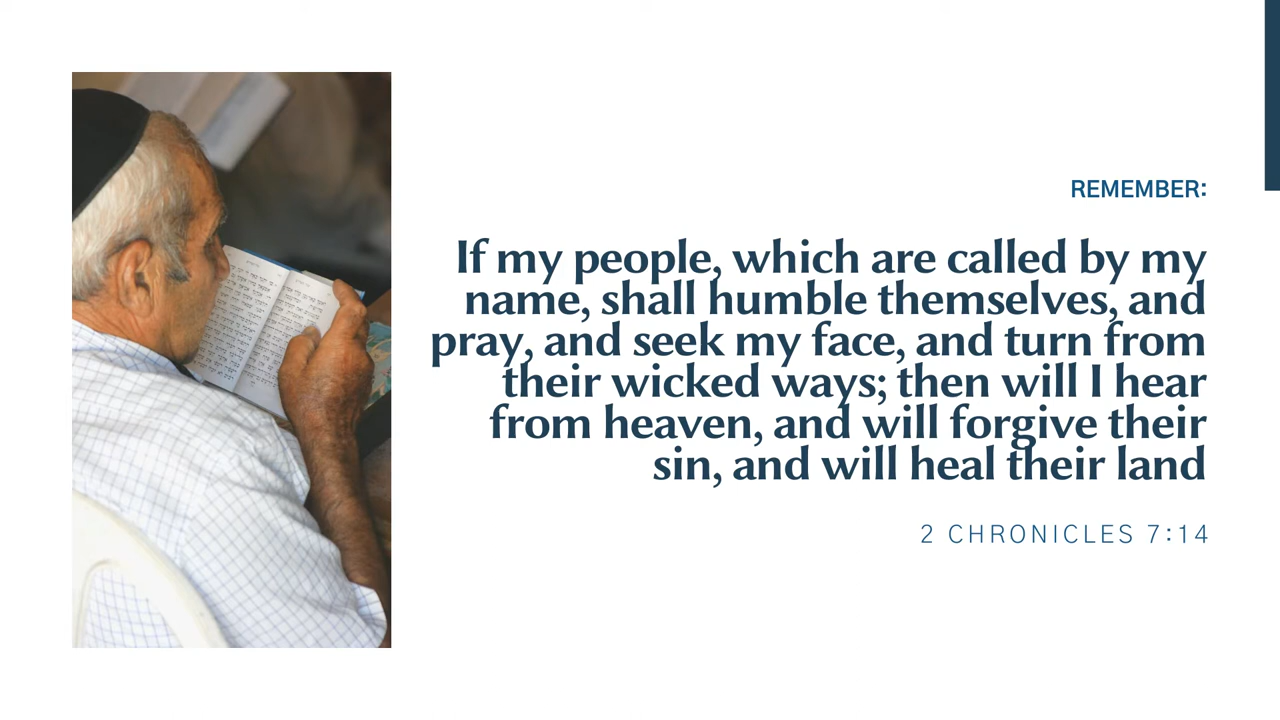 REMEMBER:
If my people, which are called by my
name, shall humble themselves, and
pray, and seek my face, and turn from
their wicked ways; then will I hear
from heaven, and will forgive their
sin, and will heal their land
2 CHRONICLES 7:14